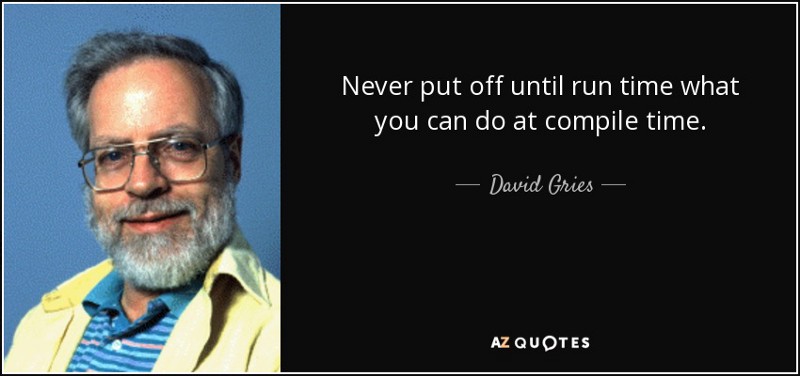 Never put off until run time what
you can do at compile time.
David Gries
AZ QUOTES